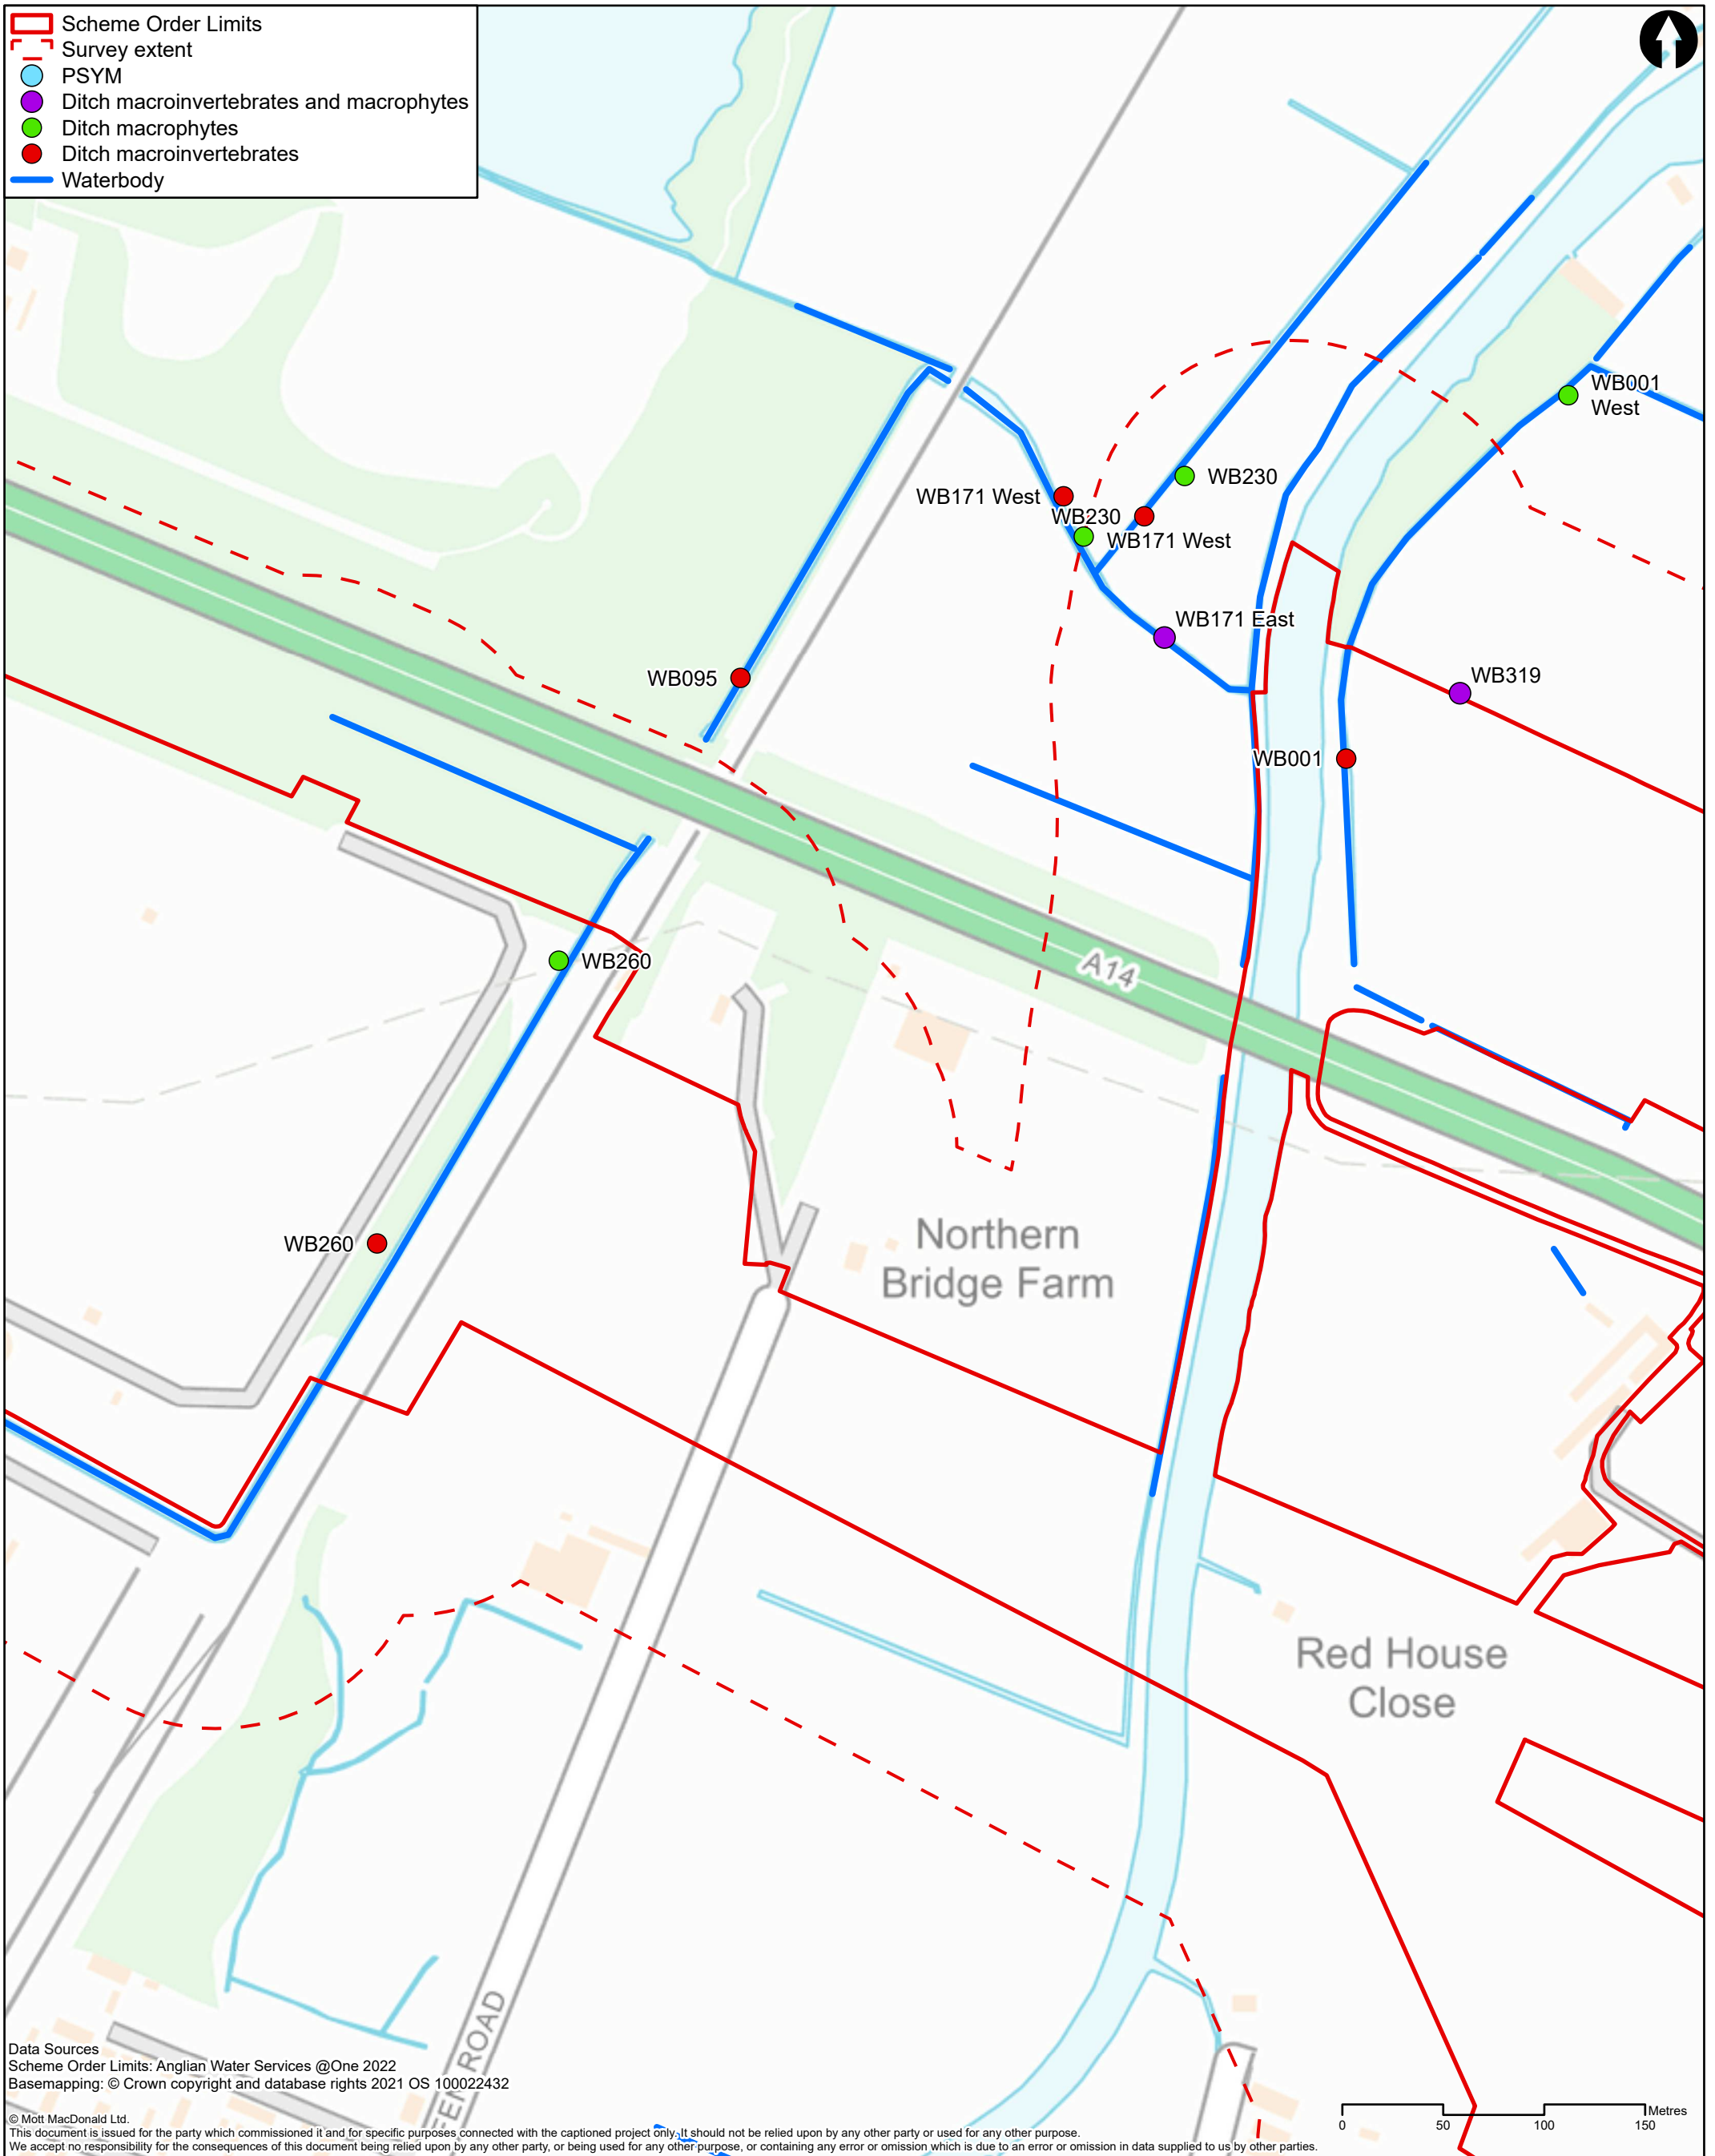 Scheme Order Limits
Survey extent
PSYM
Ditch macroinvertebrates and macrophytes
Ditch macrophytes
Ditch macroinvertebrates
Waterbody
WB001
West
WB230
WB171 West
WB230
WB171 West
WB171 East
WB095
WB319
WB001
A14
WB260
WB260
Northern
Bridge Farm
Red House
Close
FEN ROAD
Data Sources
Scheme Order Limits: Anglian Water Services @One 2022
Basemapping: © Crown copyright and database rights 2021 OS 100022432
© Mott MacDonald Ltd.
This document is issued for the party which commissioned it and for specific purposes connected with the captioned project only. It should not be relied upon by any other party or used for any other purpose.
We accept no responsibility for the consequences of this document being relied upon by any other party, or being used for any other purpose, or containing any error or omission which is due to an error or omission in data supplied to us by other parties.
Metres
0 50 100 150